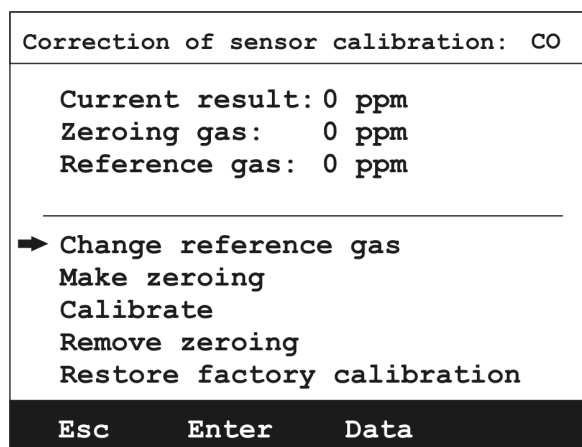 Correction of sensor calibration: CO
Current result: 0 ppm
Zeroing gas: 0 ppm
Reference gas: 0 ppm
Change reference gas
Make zeroing
Calibrate
Remove zeroing
Restore factory calibration
Esc Enter Data